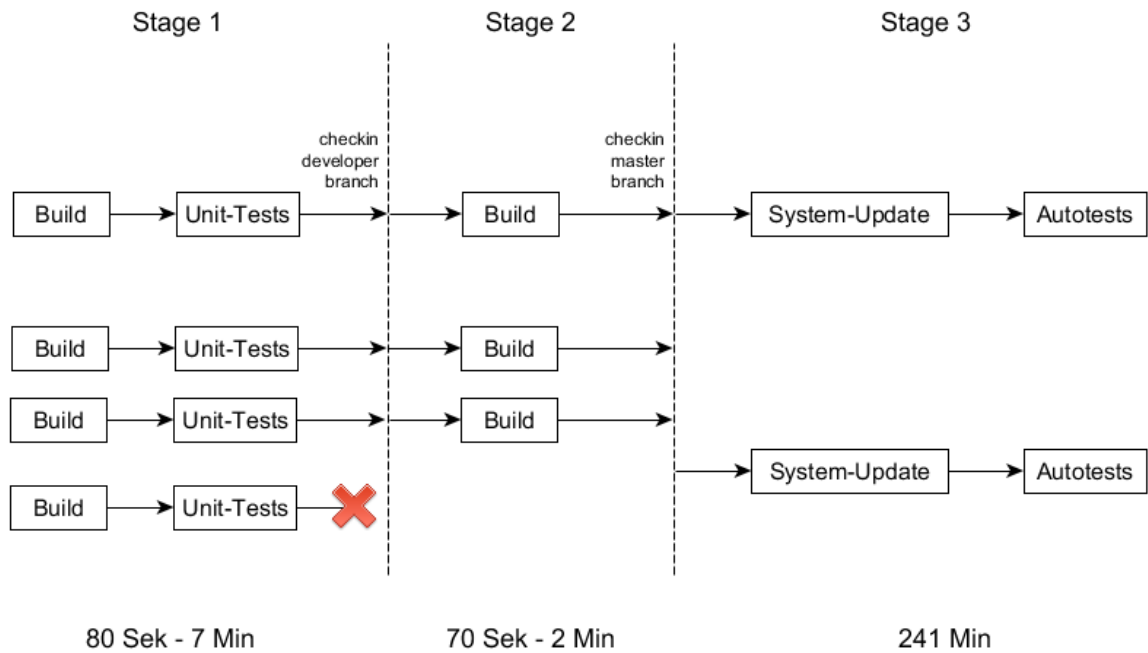 Stage 1
Stage 2
Stage 3
checkin
developer
branch
checkin
master
branch
Build
Unit-Tests
Build
System-Update
Autotests
Build
Unit-Tests
Build
Build
Unit-Tests
Build
System-Update
Autotests
Build
Unit-Tests
80 Sek - 7 Min
70 Sek - 2 Min
241 Min